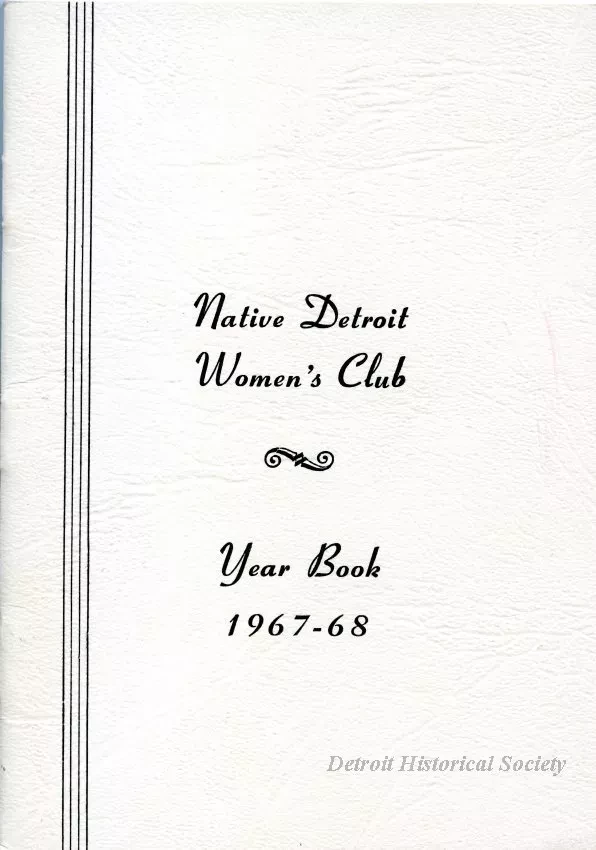 Native Detroit
Women's Club
Year Book
1967-68
Detroit Historical Society